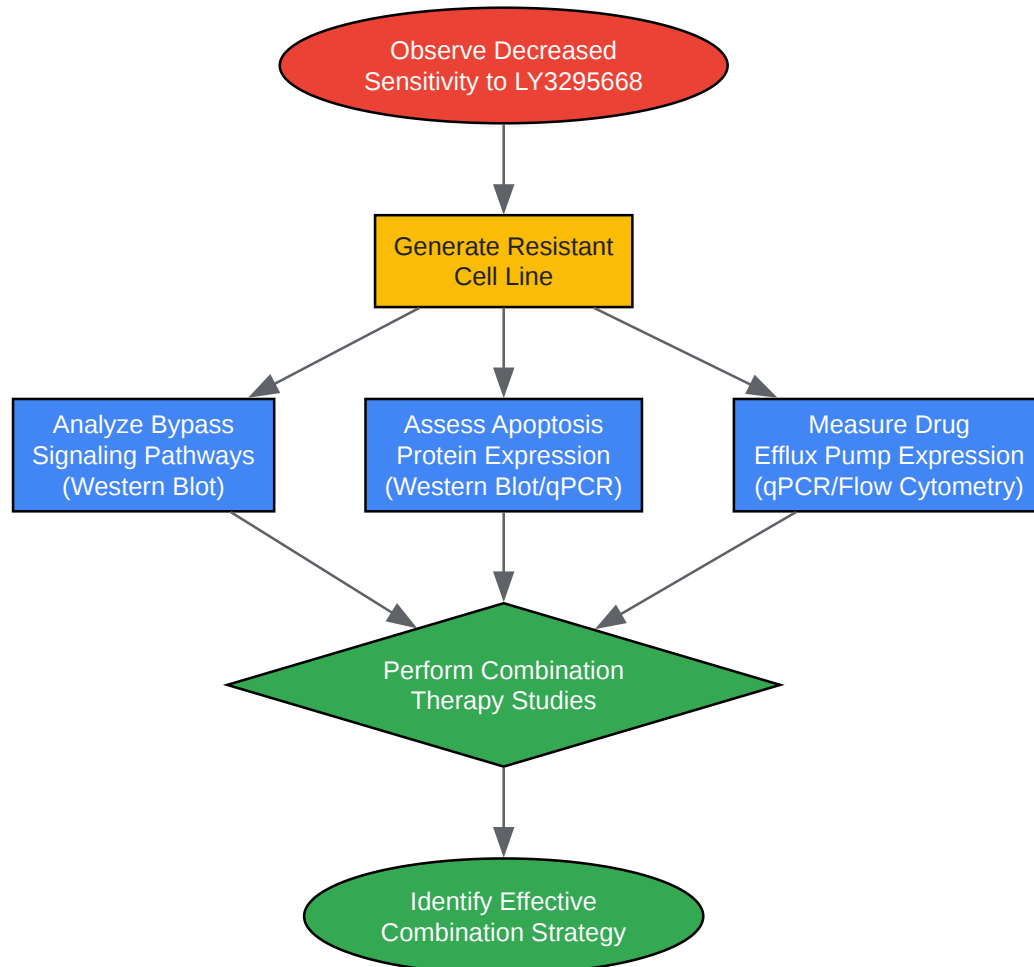 Observe Decreased
Sensitivity to LY3295668
Generate Resistant
Cell Line
Analyze Bypass
Signaling Pathways
(Western Blot)
Assess Apoptosis
Protein Expression
(Western Blot/qPCR)
Measure Drug
Efflux Pump Expression
(qPCR/Flow Cytometry)
Perform Combination
Therapy Studies
Identify Effective
Combination Strategy